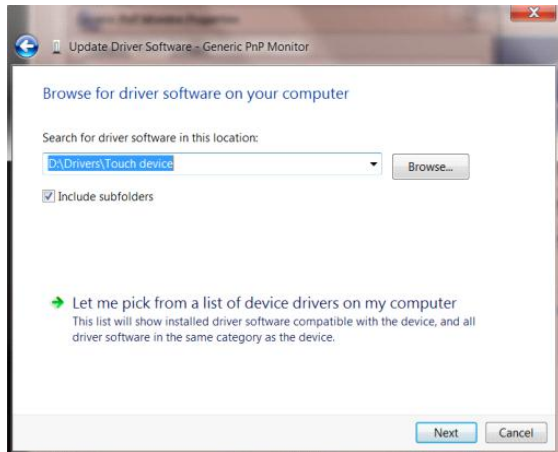 Update Driver Software - Generic PnP Monitor
Browse for driver software on your computer
Search for driver software in this location:
D:\Drivers\Touch device
Browse...
Include subfolders
Let me pick from a list of device drivers on my computer
This list will show installed driver software compatible with the device, and all
driver software in the same category as the device.
Next
Cancel